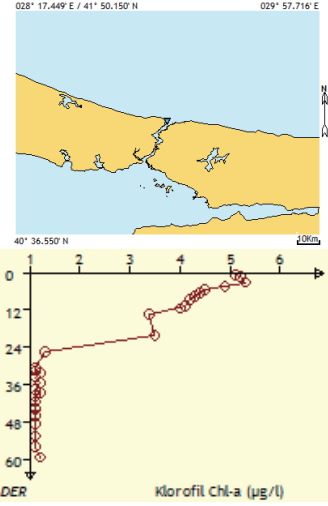 028° 17.449' E / 41° 50.150' N 029° 57.716' E
N
40° 36.550' N 10Km
1 2 3 4 5 6
0
12
24
36
48
60
DER Klorofil Chl-a (µg/l)